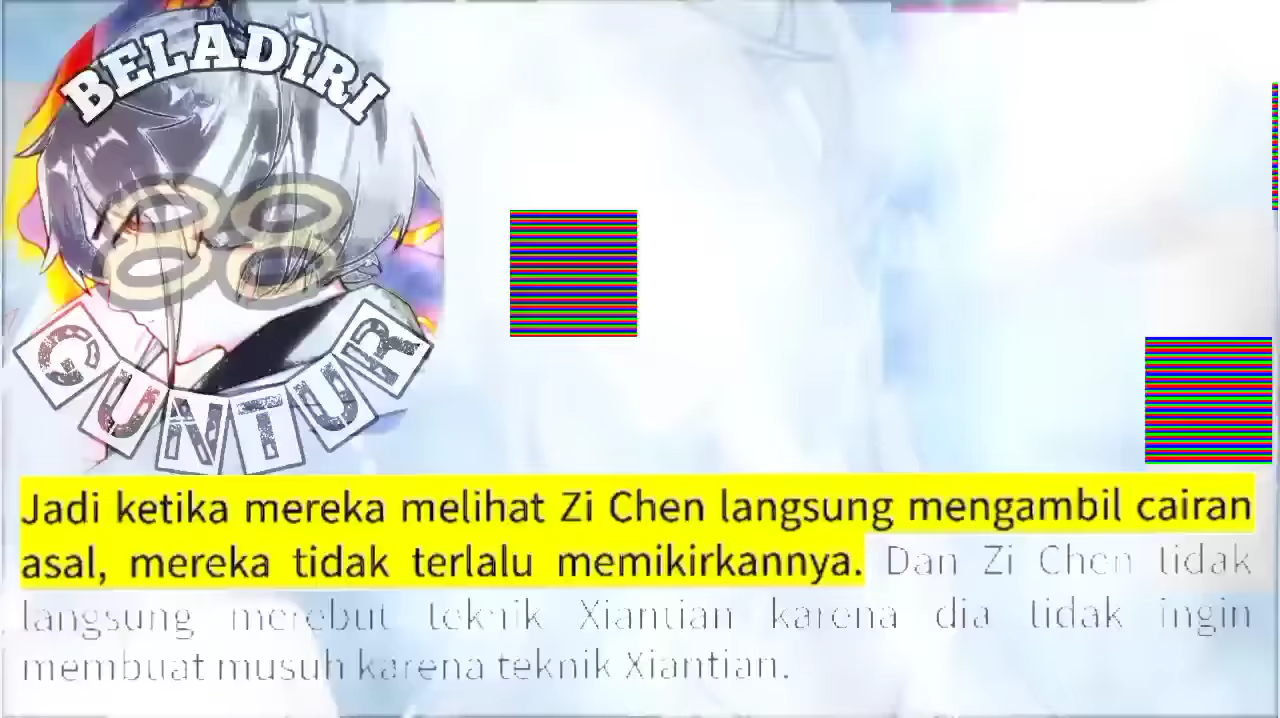 BELADIRI
GUNTUR
Jadi ketika mereka melihat Zi Chen langsung mengambil cairan
asal, mereka tidak terlalu memikirkannya. Dan Zi Chen tidak
langsung merebut teknik Xiantian karena dia tidak ingin
membuat musuh karena teknik Xiantian.